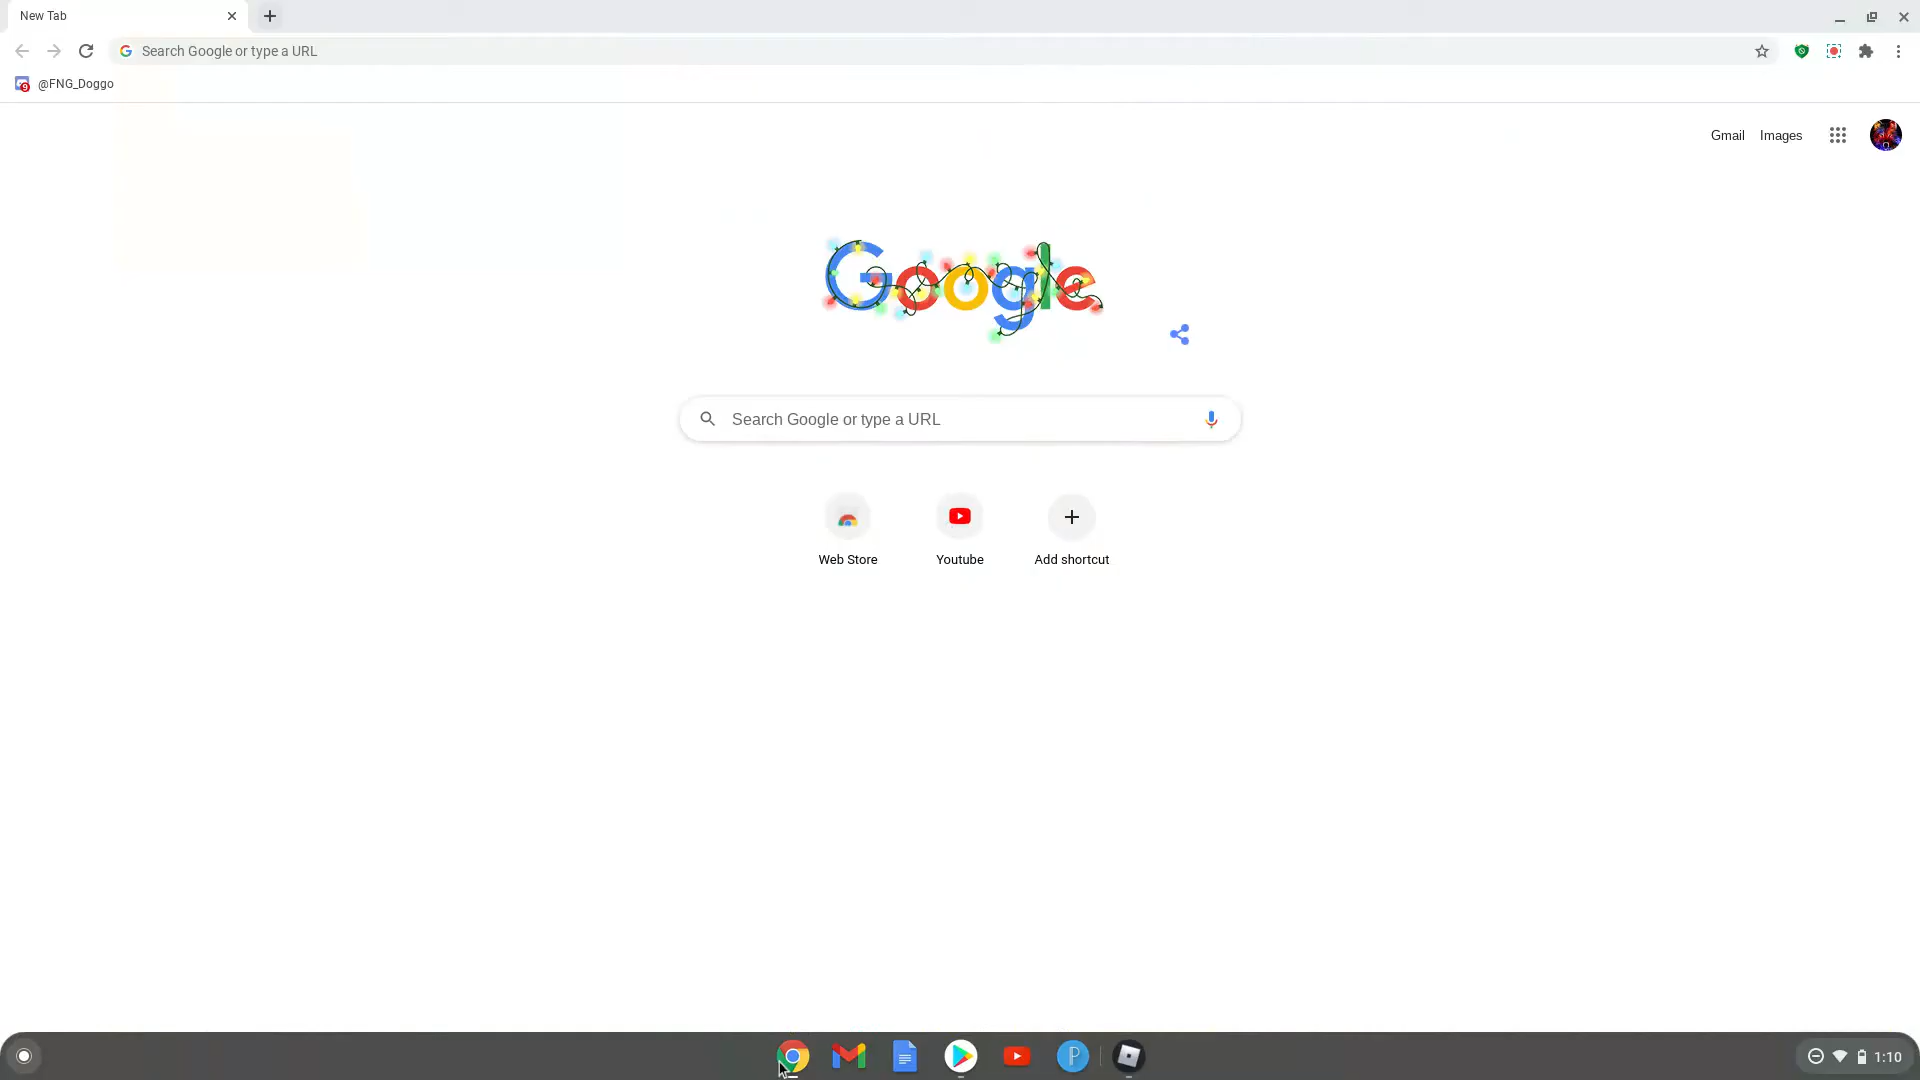 New Tab
Search Google or type a URL
@FNG_Doggo
Gmail Images
Google
Search Google or type a URL
Web Store Youtube Add shortcut
1:10